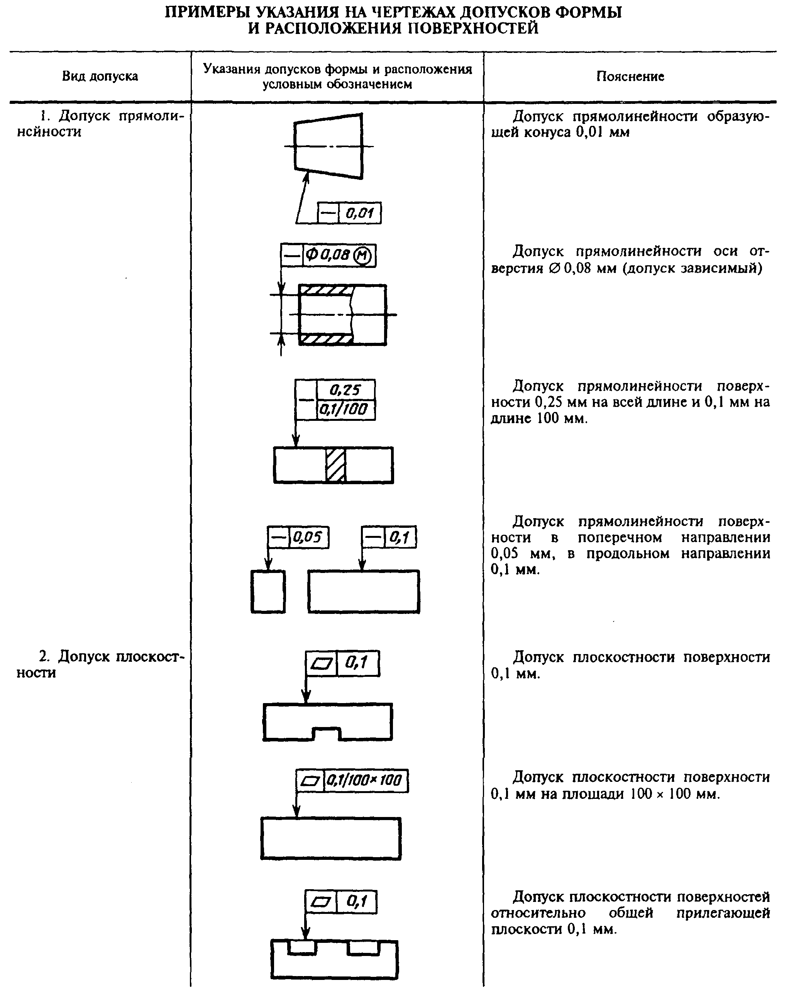 ПРИМЕРЫ УКАЗАНИЯ НА ЧЕРТЕЖАХ ДОПУСКОВ ФОРМЫ
И РАСПОЛОЖЕНИЯ ПОВЕРХНОСТЕЙ
Вид допуска
Указания допусков формы и расположения
условным обозначением
Пояснение
1. Допуск прямоли-
нейности
0,01
Допуск прямолинейности образую-
щей конуса 0,01 мм
Ф 0,08 M
Допуск прямолинейности оси от-
верстия ∅ 0,08 мм (допуск зависимый)
0,25
0,1/100
Допуск прямолинейности поверх-
ности 0,25 мм на всей длине и 0,1 мм на
длине 100 мм.
0,05
0,1
Допуск прямолинейности поверх-
ности в поперечном направлении
0,05 мм, в продольном направлении
0,1 мм.
2. Допуск плоскост-
ности
0,1
Допуск плоскостности поверхности
0,1 мм.
0,1/100×100
Допуск плоскостности поверхности
0,1 мм на площади 100 × 100 мм.
0,1
Допуск плоскостности поверхностей
относительно общей прилегающей
плоскости 0,1 мм.